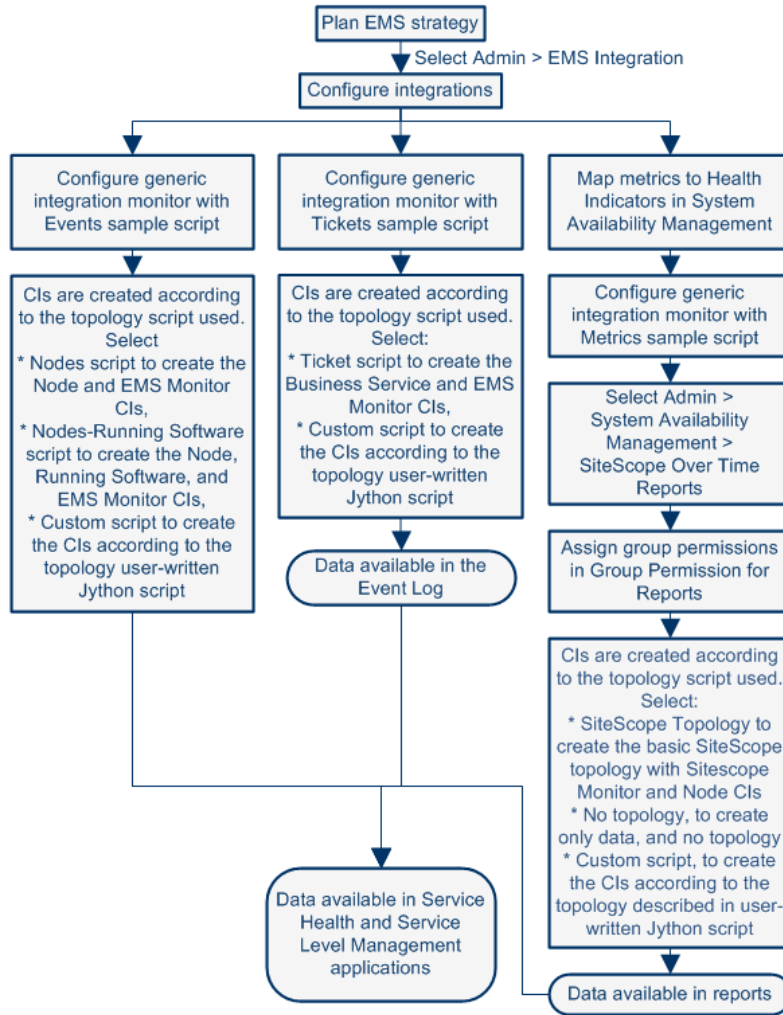 Plan EMS strategy
Select Admin > EMS Integration
Configure integrations
Configure generic
integration monitor with
Events sample script
CIs are created according
to the topology script used.
Select
* Nodes script to create the
Node and EMS Monitor
CIs,
* Nodes-Running Software
script to create the Node,
Running Software, and
EMS Monitor CIs,
* Custom script to create
the CIs according to the
topology user-written
Jython script
Configure generic
integration monitor with
Tickets sample script
CIs are created according
to the topology script used.
Select:
* Ticket script to create the
Business Service and EMS
Monitor CIs,
* Custom script to create
the CIs according to the
topology user-written
Jython script
Data available in the
Event Log
Map metrics to Health
Indicators in System
Availability Management
Configure generic
integration monitor with
Metrics sample script
Select Admin >
System Availability
Management >
SiteScope Over Time
Reports
Assign group permissions
in Group Permission for
Reports
CIs are created according
to the topology script used.
Select:
* SiteScope Topology to
create the basic SiteScope
topology with Sitescope
Monitor and Node CIs
* No topology, to create
only data, and no topology
* Custom script, to create
the CIs according to the
topology described in user-
written Jython script
Data available in reports
Data available in Service
Health and Service
Level Management
applications